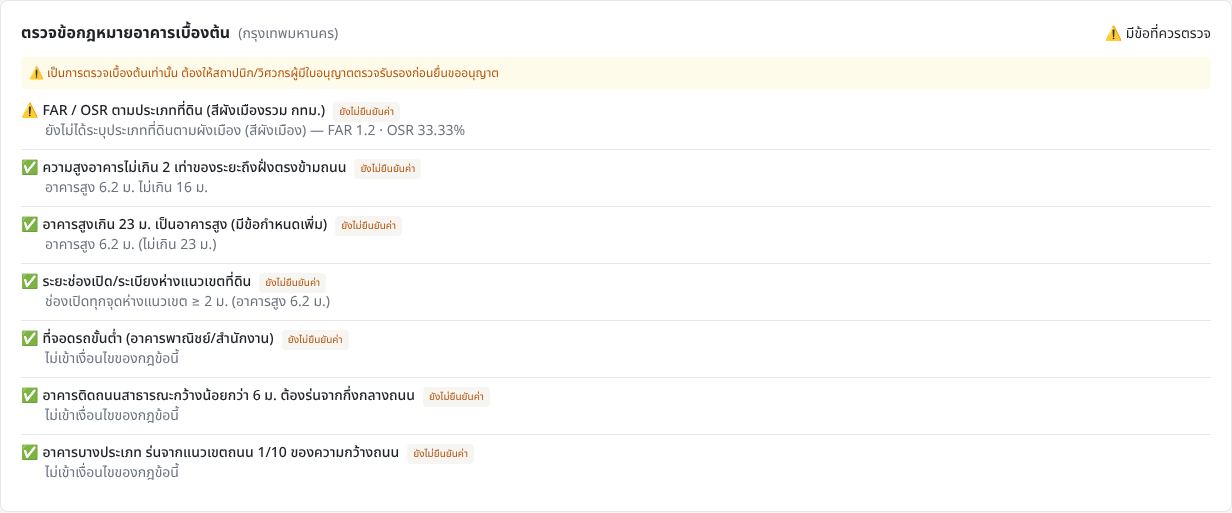 ตรวจข้อกฎหมายอาคารเบื้องต้น (กรุงเทพมหานคร)
⚠️ มีข้อที่ควรตรวจ
⚠️ เป็นการตรวจเบื้องต้นเท่านั้น ต้องให้สถาปนิก/วิศวกรผู้มีใบอนุญาตตรวจรับรองก่อนยื่นขออนุญาต
⚠️ FAR / OSR ตามประเภทที่ดิน (สีผังเมืองรวม กทม.) ยังไม่ยืนยันค่า
ยังไม่ได้ระบุประเภทที่ดินตามผังเมือง (สีผังเมือง) — FAR 1.2 · OSR 33.33%
✅ ความสูงอาคารไม่เกิน 2 เท่าของระยะถึงฝั่งตรงข้ามถนน ยังไม่ยืนยันค่า
อาคารสูง 6.2 ม. ไม่เกิน 16 ม.
✅ อาคารสูงเกิน 23 ม. เป็นอาคารสูง (มีข้อกำหนดเพิ่ม) ยังไม่ยืนยันค่า
อาคารสูง 6.2 ม. (ไม่เกิน 23 ม.)
✅ ระยะช่องเปิด/ระเบียงห่างแนวเขตที่ดิน ยังไม่ยืนยันค่า
ช่องเปิดทุกจุดห่างแนวเขต ≥ 2 ม. (อาคารสูง 6.2 ม.)
✅ ที่จอดรถขั้นต่ำ (อาคารพาณิชย์/สำนักงาน) ยังไม่ยืนยันค่า
ไม่เข้าเงื่อนไขของกฎข้อนี้
✅ อาคารติดถนนสาธารณะกว้างน้อยกว่า 6 ม. ต้องร่นจากกึ่งกลางถนน ยังไม่ยืนยันค่า
ไม่เข้าเงื่อนไขของกฎข้อนี้
✅ อาคารบางประเภท ร่นจากแนวเขตถนน 1/10 ของความกว้างถนน ยังไม่ยืนยันค่า
ไม่เข้าเงื่อนไขของกฎข้อนี้